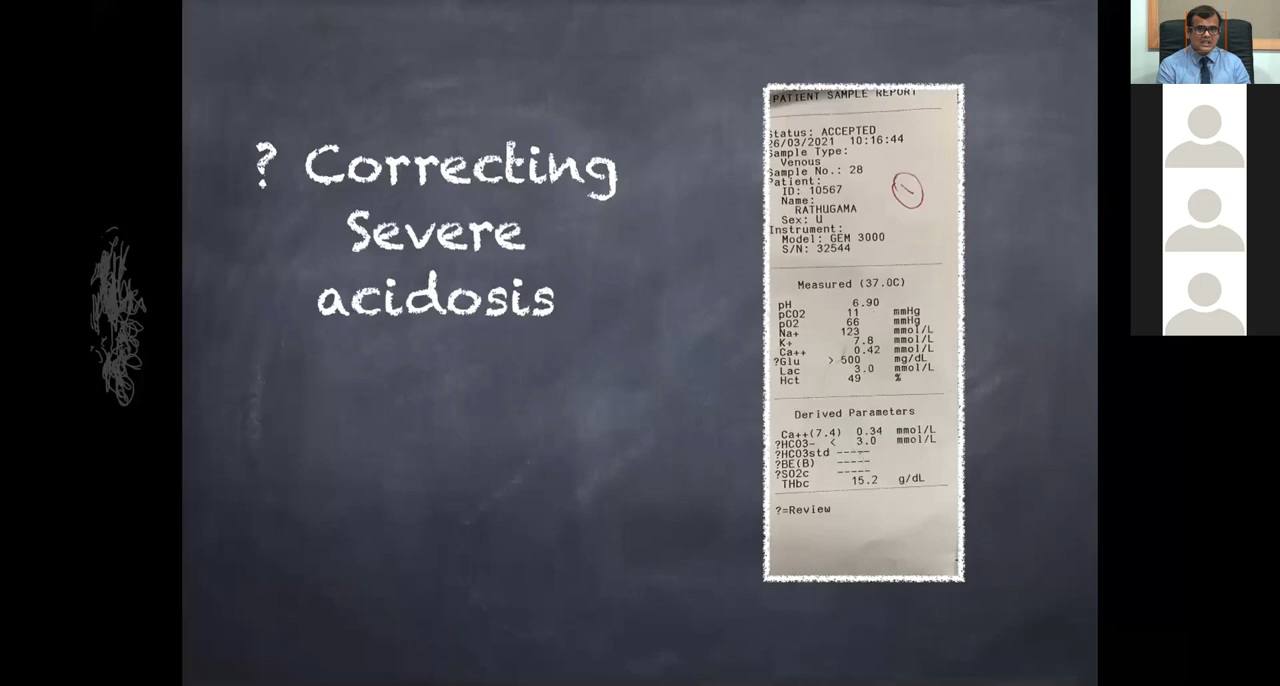 ? Correcting
Severe
acidosis
PATIENT SAMPLE REPORT
Status: ACCEPTED
26/03/2021 10:16:44
Sample Type:
Venous
Sample No.: 28
Patient:
ID: 10567
Name:
RATHUGAMA
Sex: U
Instrument:
Model: GEM 3000
S/N: 32544
Measured (37.0C)
pH 6.90
pCO2 11 mmHg
pO2 66 mmHg
Na+ 123 mmol/L
K+ 7.8 mmol/L
Ca++ 0.42 mmol/L
?Glu > 500 mg/dL
Lac 3.0 mmol/L
Hct 49 %
Derived Parameters
Ca++(7.4) 0.34 mmol/L
?HCO3- < 3.0 mmol/L
?HCO3std -----
?BE(B) -----
?SO2c -----
THbc 15.2 g/dL
?=Review